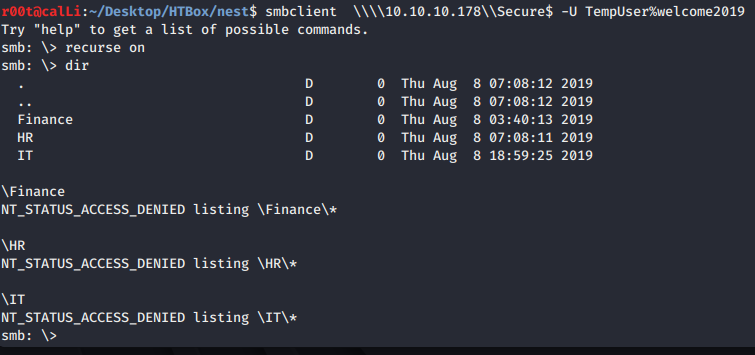 r00t@calLi:~/Desktop/HTBox/nest$ smbclient  \\\\10.10.10.178\\Secure$ -U TempUser%welcome2019
Try "help" to get a list of possible commands.
smb: \> recurse on
smb: \> dir
  .                                   D        0  Thu Aug  8 07:08:12 2019
  ..                                  D        0  Thu Aug  8 07:08:12 2019
  Finance                             D        0  Thu Aug  8 03:40:13 2019
  HR                                  D        0  Thu Aug  8 07:08:11 2019
  IT                                  D        0  Thu Aug  8 18:59:25 2019

\Finance
NT_STATUS_ACCESS_DENIED listing \Finance\*

\HR
NT_STATUS_ACCESS_DENIED listing \HR\*

\IT
NT_STATUS_ACCESS_DENIED listing \IT\*
smb: \>